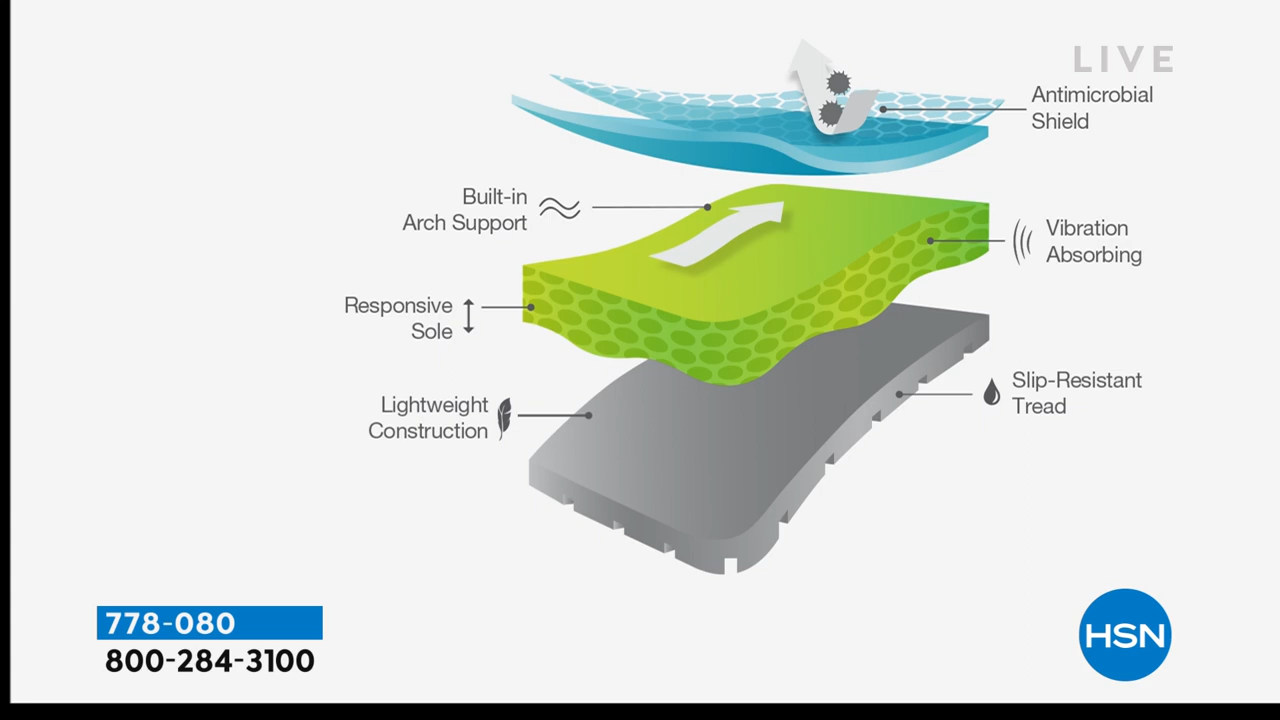 LIVE
Antimicrobial
Shield
Built-in
Arch Support
Vibration
Absorbing
Responsive
Sole
Slip-Resistant
Tread
Lightweight
Construction
778-080
800-284-3100
HSN